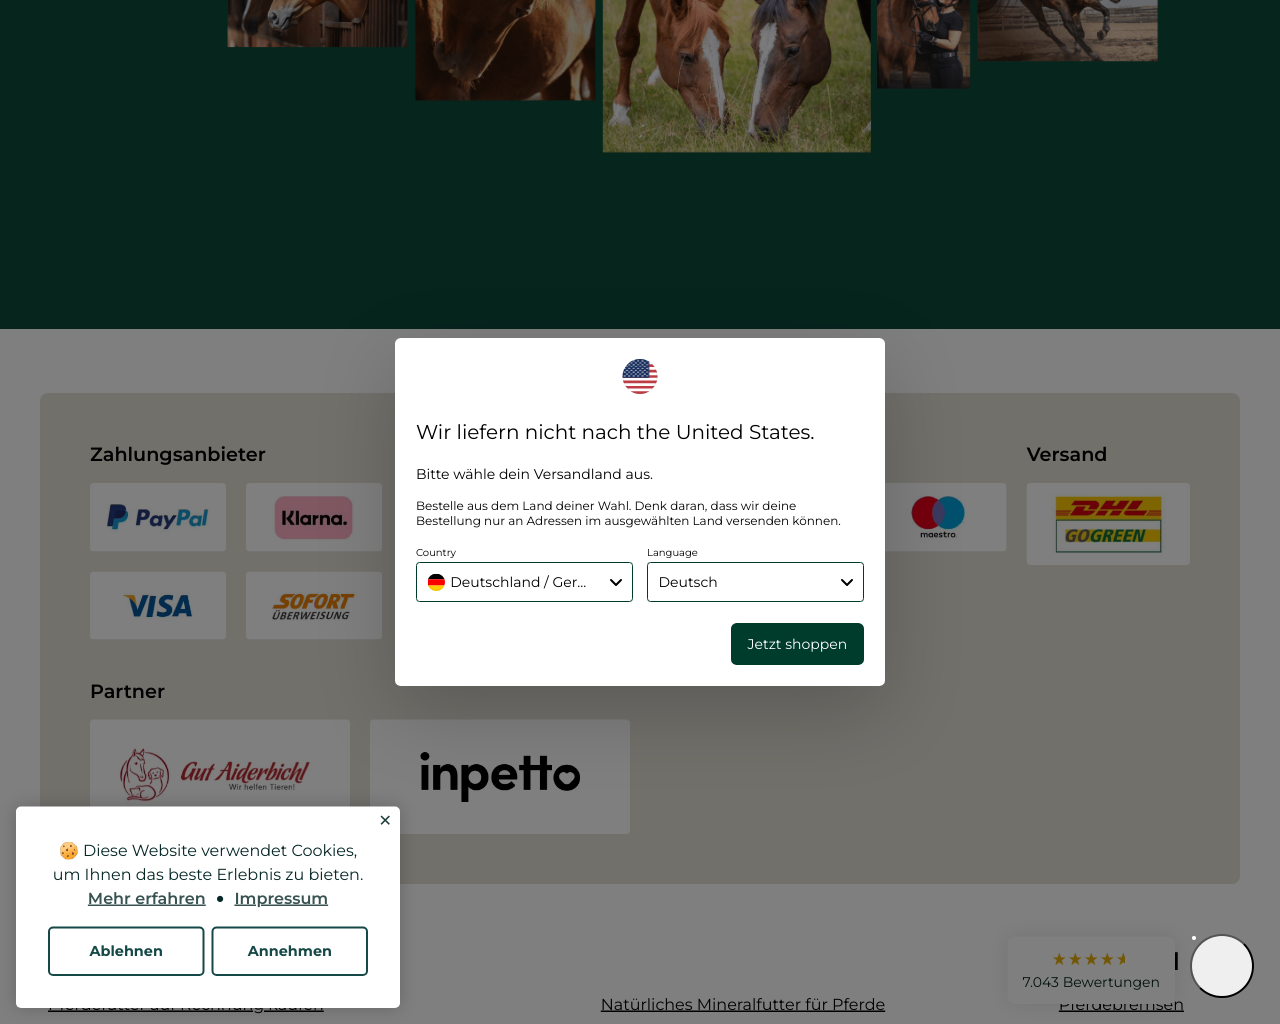 Wir liefern nicht nach the United States.
Bitte wähle dein Versandland aus.
Bestelle aus dem Land deiner Wahl. Denk daran, dass wir deine
Bestellung nur an Adressen im ausgewählten Land versenden können.
Country
Language
Deutschland / Ger...
Deutsch
Jetzt shoppen
Zahlungsanbieter
Versand
PayPal
Klarna.
maestro
DHL
GOGREEN
VISA
SOFORT
ÜBERWEISUNG
Partner
Gut Aiderbichl
Wir helfen Tieren!
inpetto
🍪 Diese Website verwendet Cookies,
um Ihnen das beste Erlebnis zu bieten.
Mehr erfahren • Impressum
Ablehnen
Annehmen
7.043 Bewertungen
Pferdefutter auf Rechnung kaufen
Natürliches Mineralfutter für Pferde
Pferdebremsen